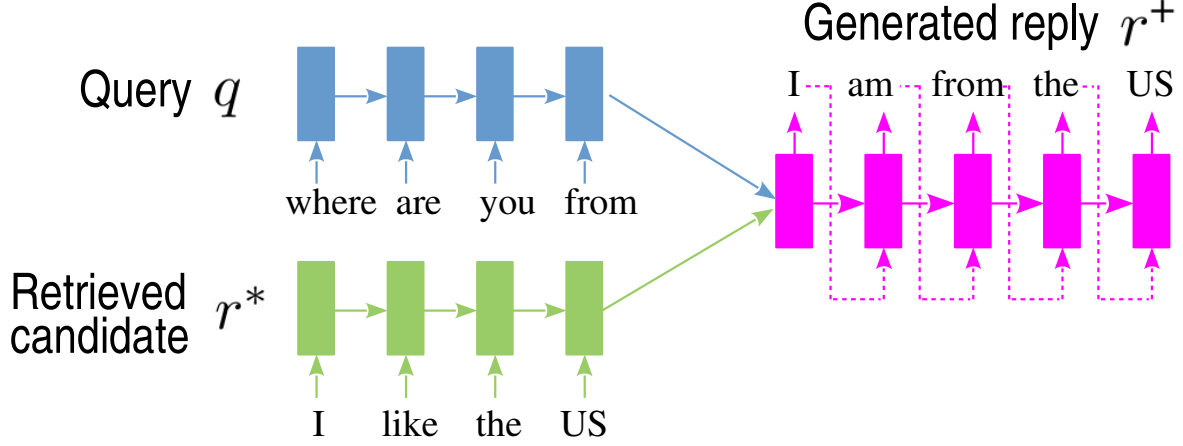 Generated reply r⁺
Query q
I am from the US
where are you from
Retrieved
candidate r*
I like the US